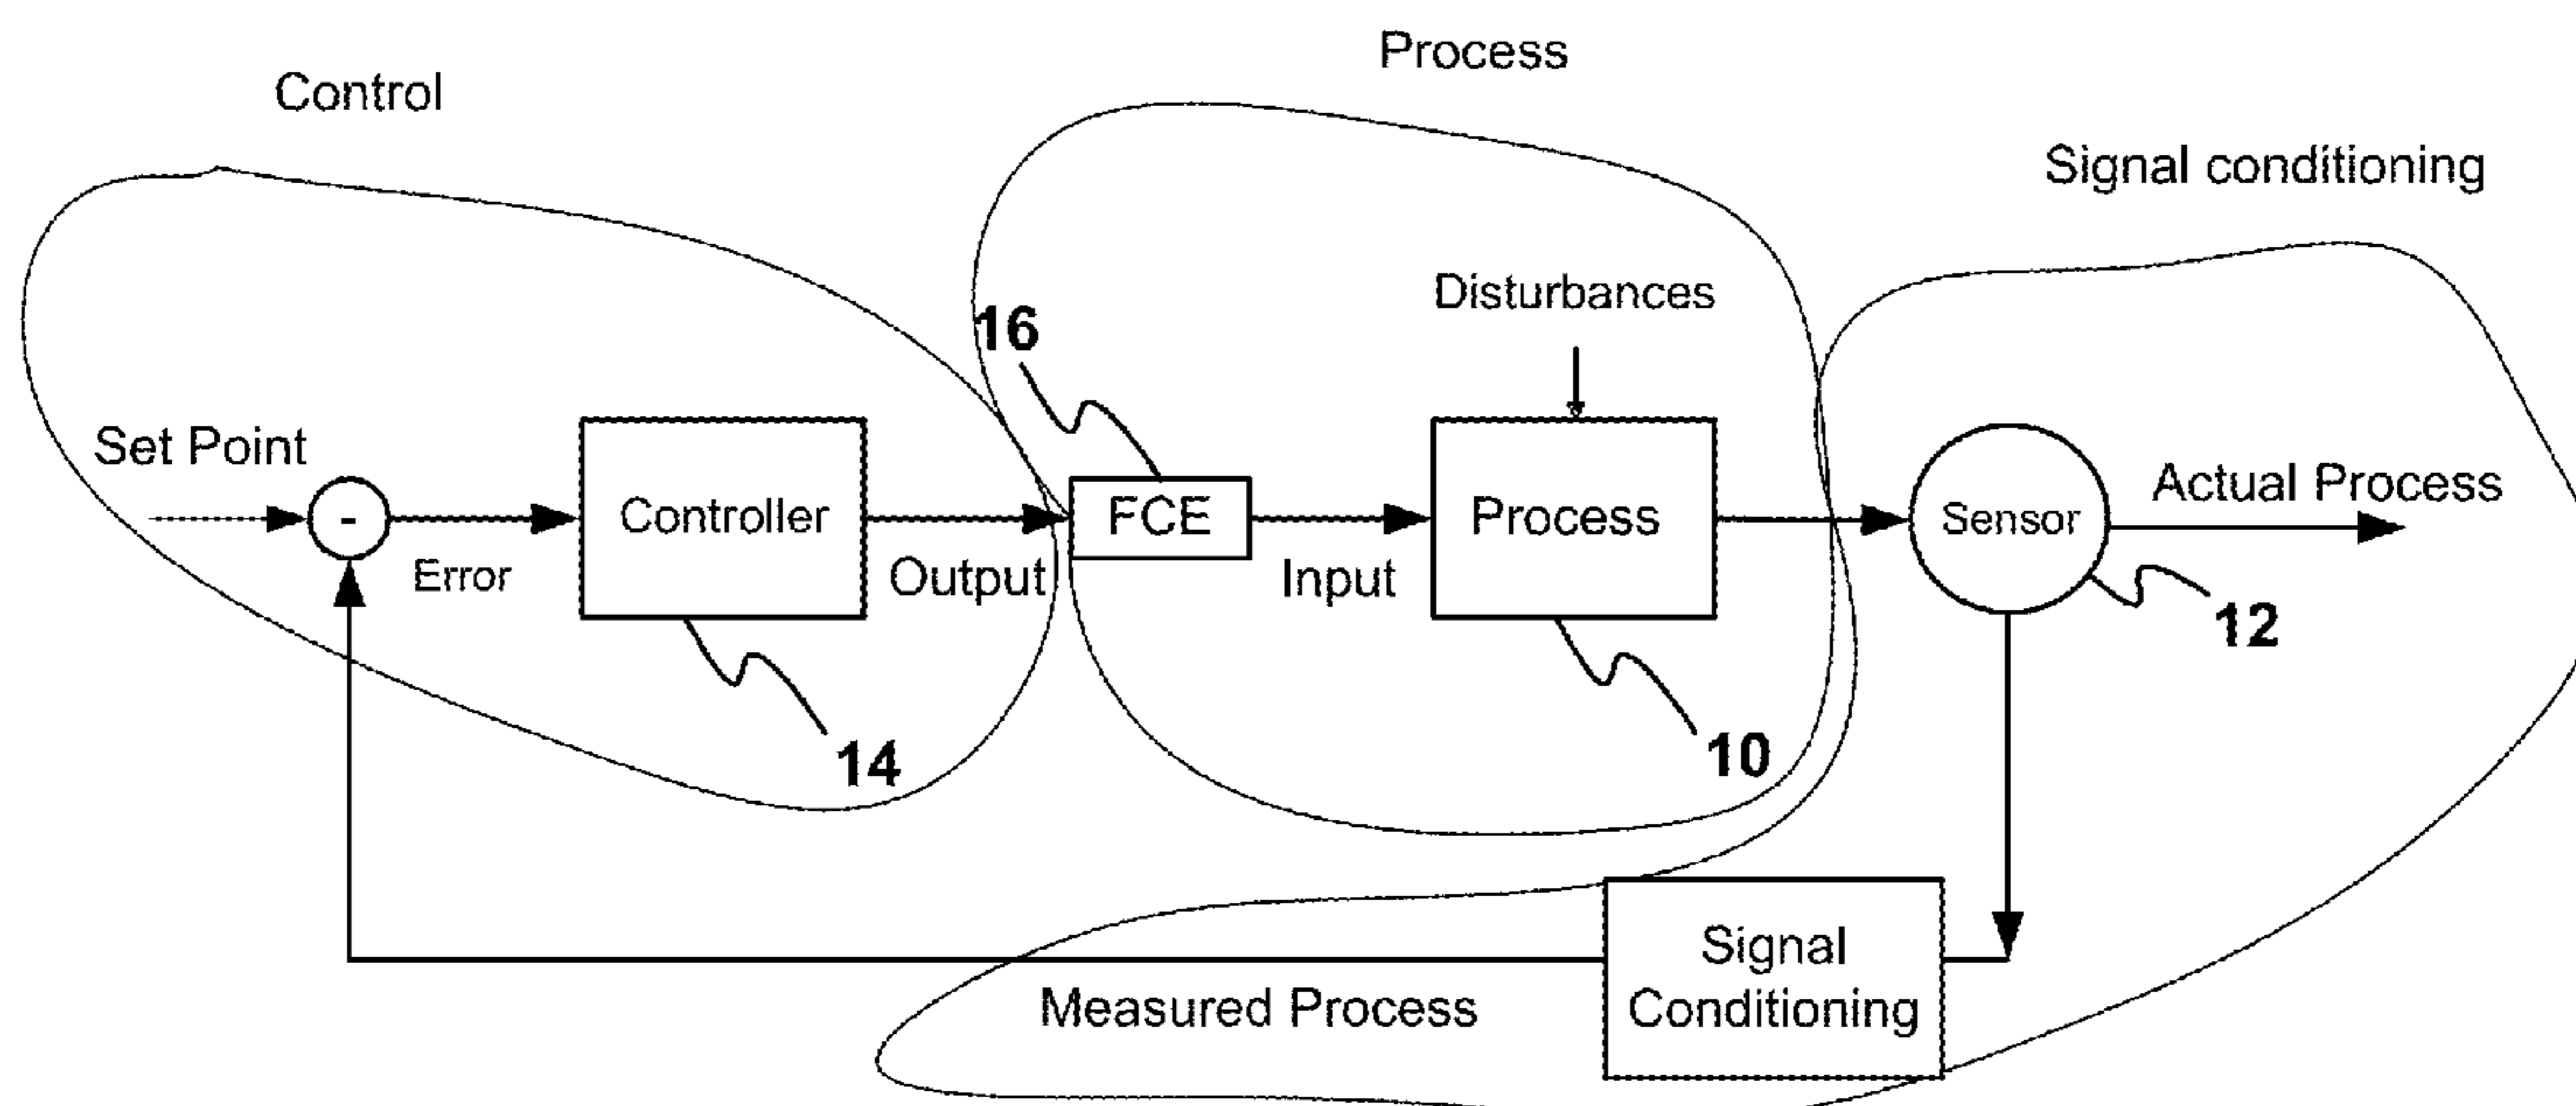 Process
Control
Signal conditioning
Disturbances
16
Set Point
-
Controller
FCE
Process
Sensor
Actual Process
Error
Output
Input
12
14
10
Signal
Conditioning
Measured Process